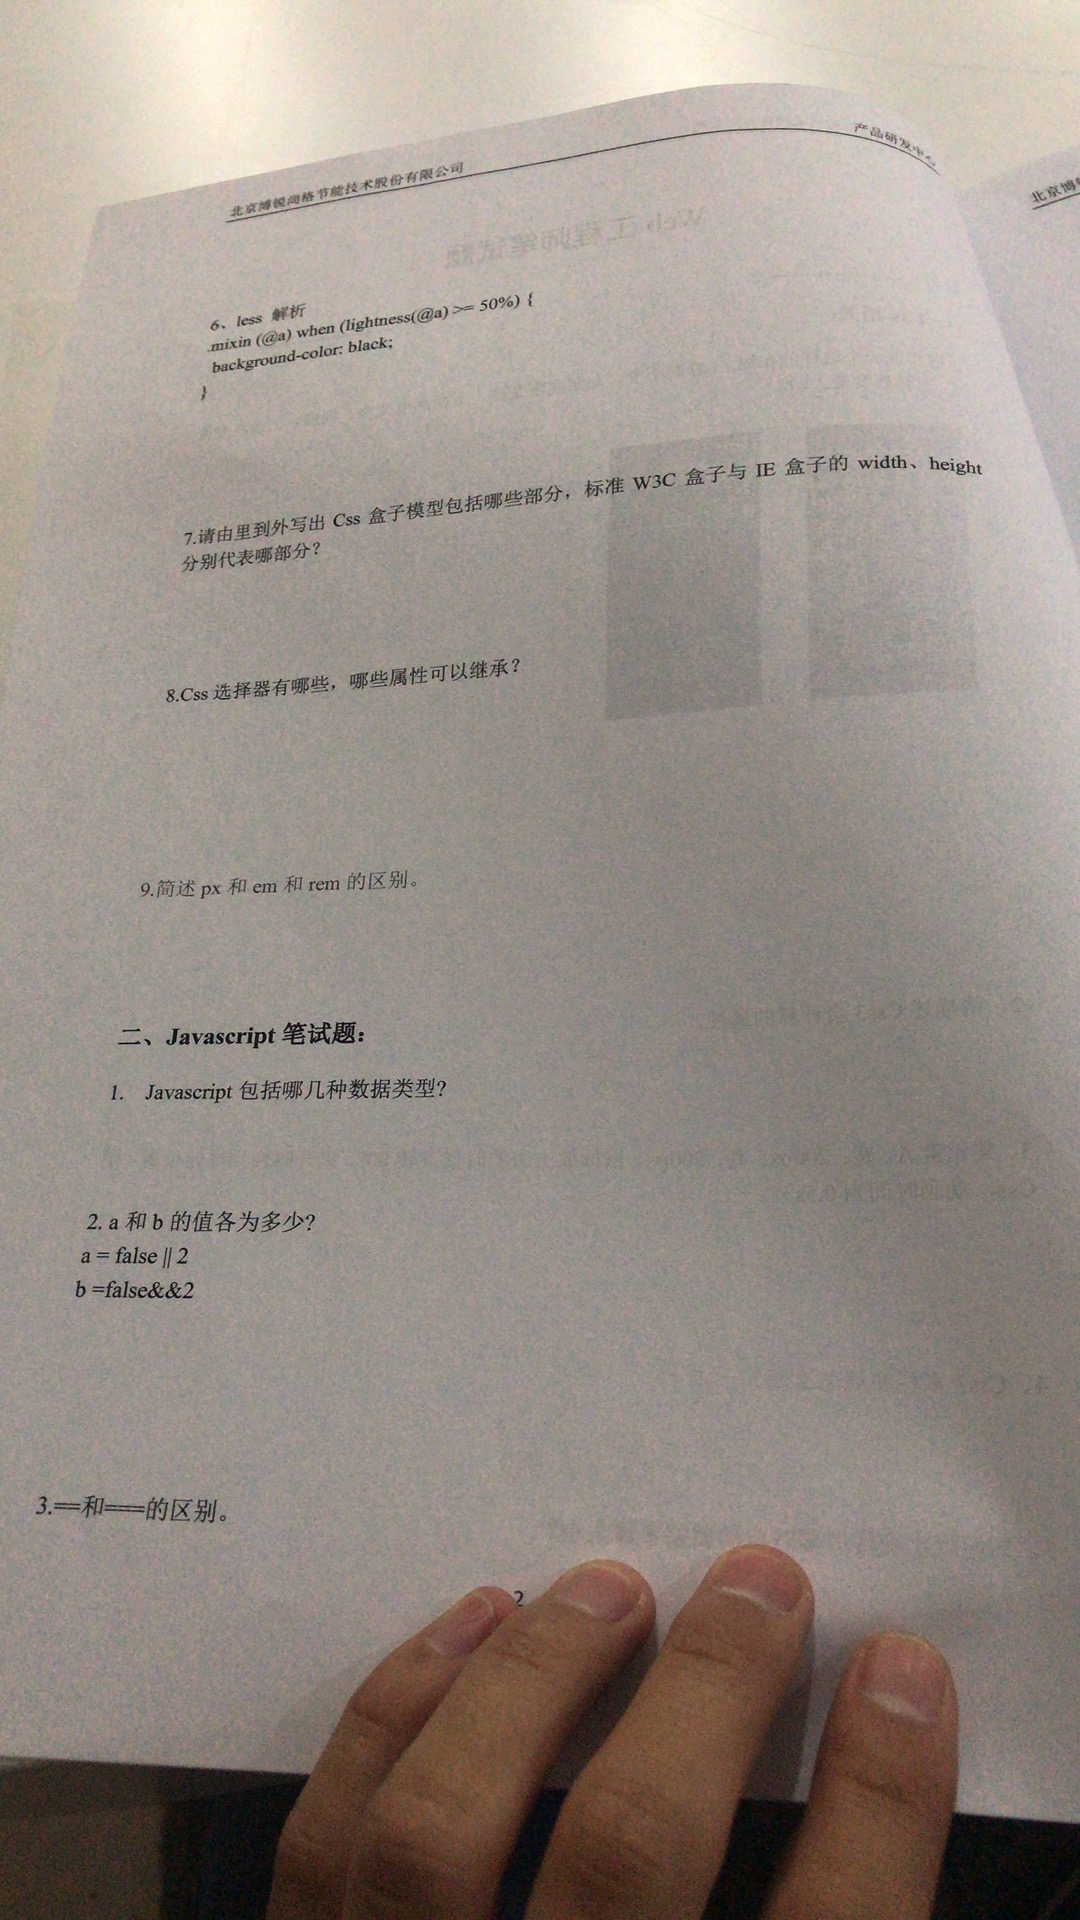 北京博锐尚格节能技术股份有限公司 产品研发中心
北京博锐
6、less 解析
.mixin (@a) when (lightness(@a) >= 50%) {
background-color: black;
}
7.请由里到外写出 Css 盒子模型包括哪些部分，标准 W3C 盒子与 IE 盒子的 width、height
分别代表哪部分？
8.Css 选择器有哪些，哪些属性可以继承？
9.简述 px 和 em 和 rem 的区别。
二、Javascript 笔试题：
1. Javascript 包括哪几种数据类型？
2. a 和 b 的值各为多少？
a = false || 2
b =false&&2
3.==和===的区别。
2